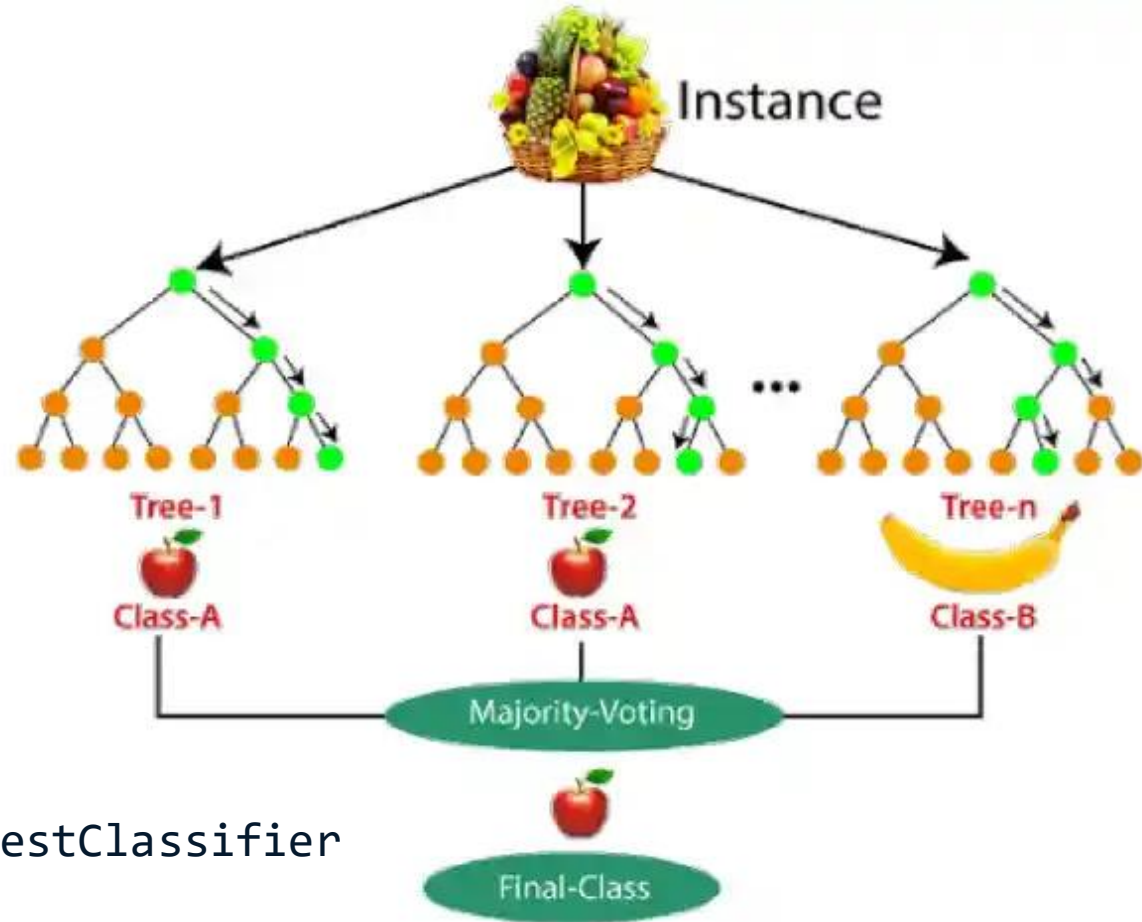 Instance
•••
Tree-1
Tree-2
Tree-n
Class-A
Class-A
Class-B
Majority-Voting
estClassifier
Final-Class